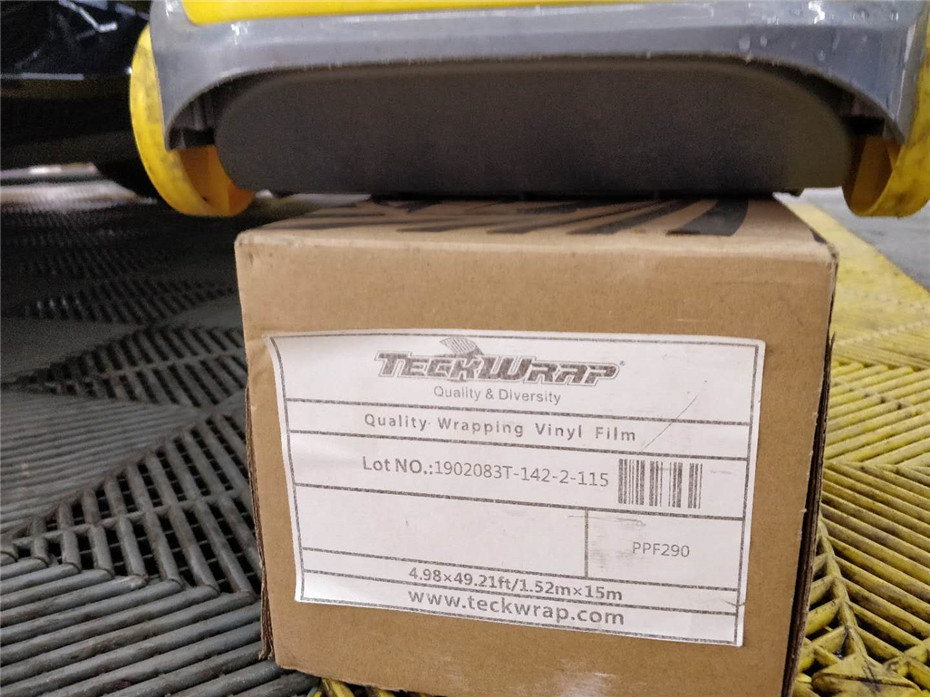 TECKWRAP®
Quality & Diversity
Quality Wrapping Vinyl Film
Lot NO.:1902083T-142-2-115
PPF290
4.98×49.21ft/1.52m×15m
www.teckwrap.com